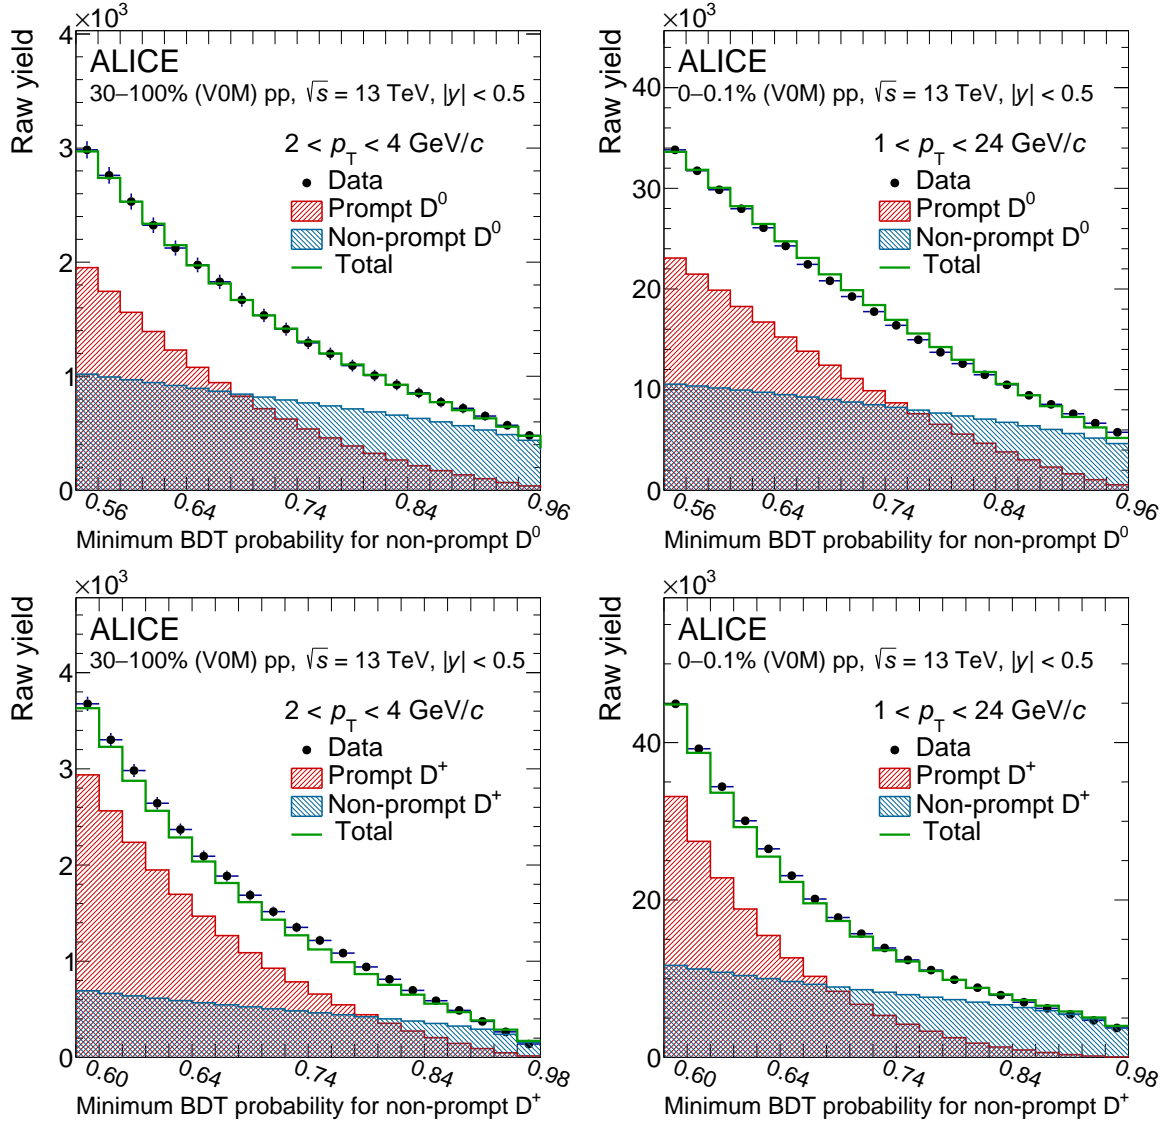 ×10³
Raw yield
4
3
2
1
0
ALICE
30–100% (V0M) pp, √s = 13 TeV, |y| < 0.5
2 < p_T < 4 GeV/c
Data
Prompt D⁰
Non-prompt D⁰
Total
0.56
0.64
0.74
0.84
0.96
Minimum BDT probability for non-prompt D⁰
×10³
Raw yield
40
30
20
10
0
ALICE
0–0.1% (V0M) pp, √s = 13 TeV, |y| < 0.5
1 < p_T < 24 GeV/c
Data
Prompt D⁰
Non-prompt D⁰
Total
0.56
0.64
0.74
0.84
0.96
Minimum BDT probability for non-prompt D⁰
×10³
Raw yield
4
3
2
1
0
ALICE
30–100% (V0M) pp, √s = 13 TeV, |y| < 0.5
2 < p_T < 4 GeV/c
Data
Prompt D⁺
Non-prompt D⁺
Total
0.60
0.64
0.74
0.84
0.98
Minimum BDT probability for non-prompt D⁺
×10³
Raw yield
40
20
0
ALICE
0–0.1% (V0M) pp, √s = 13 TeV, |y| < 0.5
1 < p_T < 24 GeV/c
Data
Prompt D⁺
Non-prompt D⁺
Total
0.60
0.64
0.74
0.84
0.98
Minimum BDT probability for non-prompt D⁺